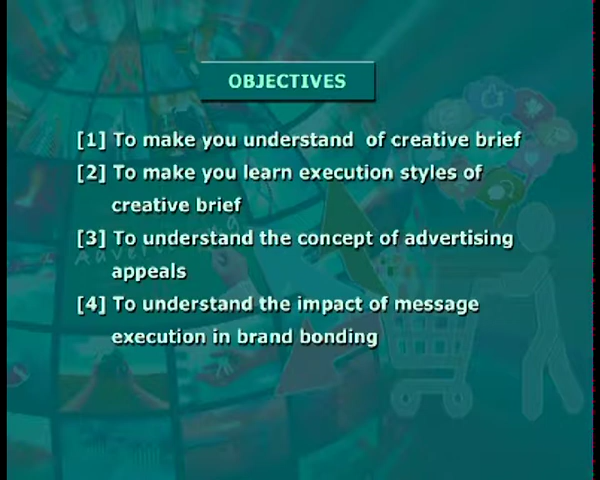 OBJECTIVES
[1] To make you understand of creative brief
[2] To make you learn execution styles of
creative brief
[3] To understand the concept of advertising
appeals
[4] To understand the impact of message
execution in brand bonding